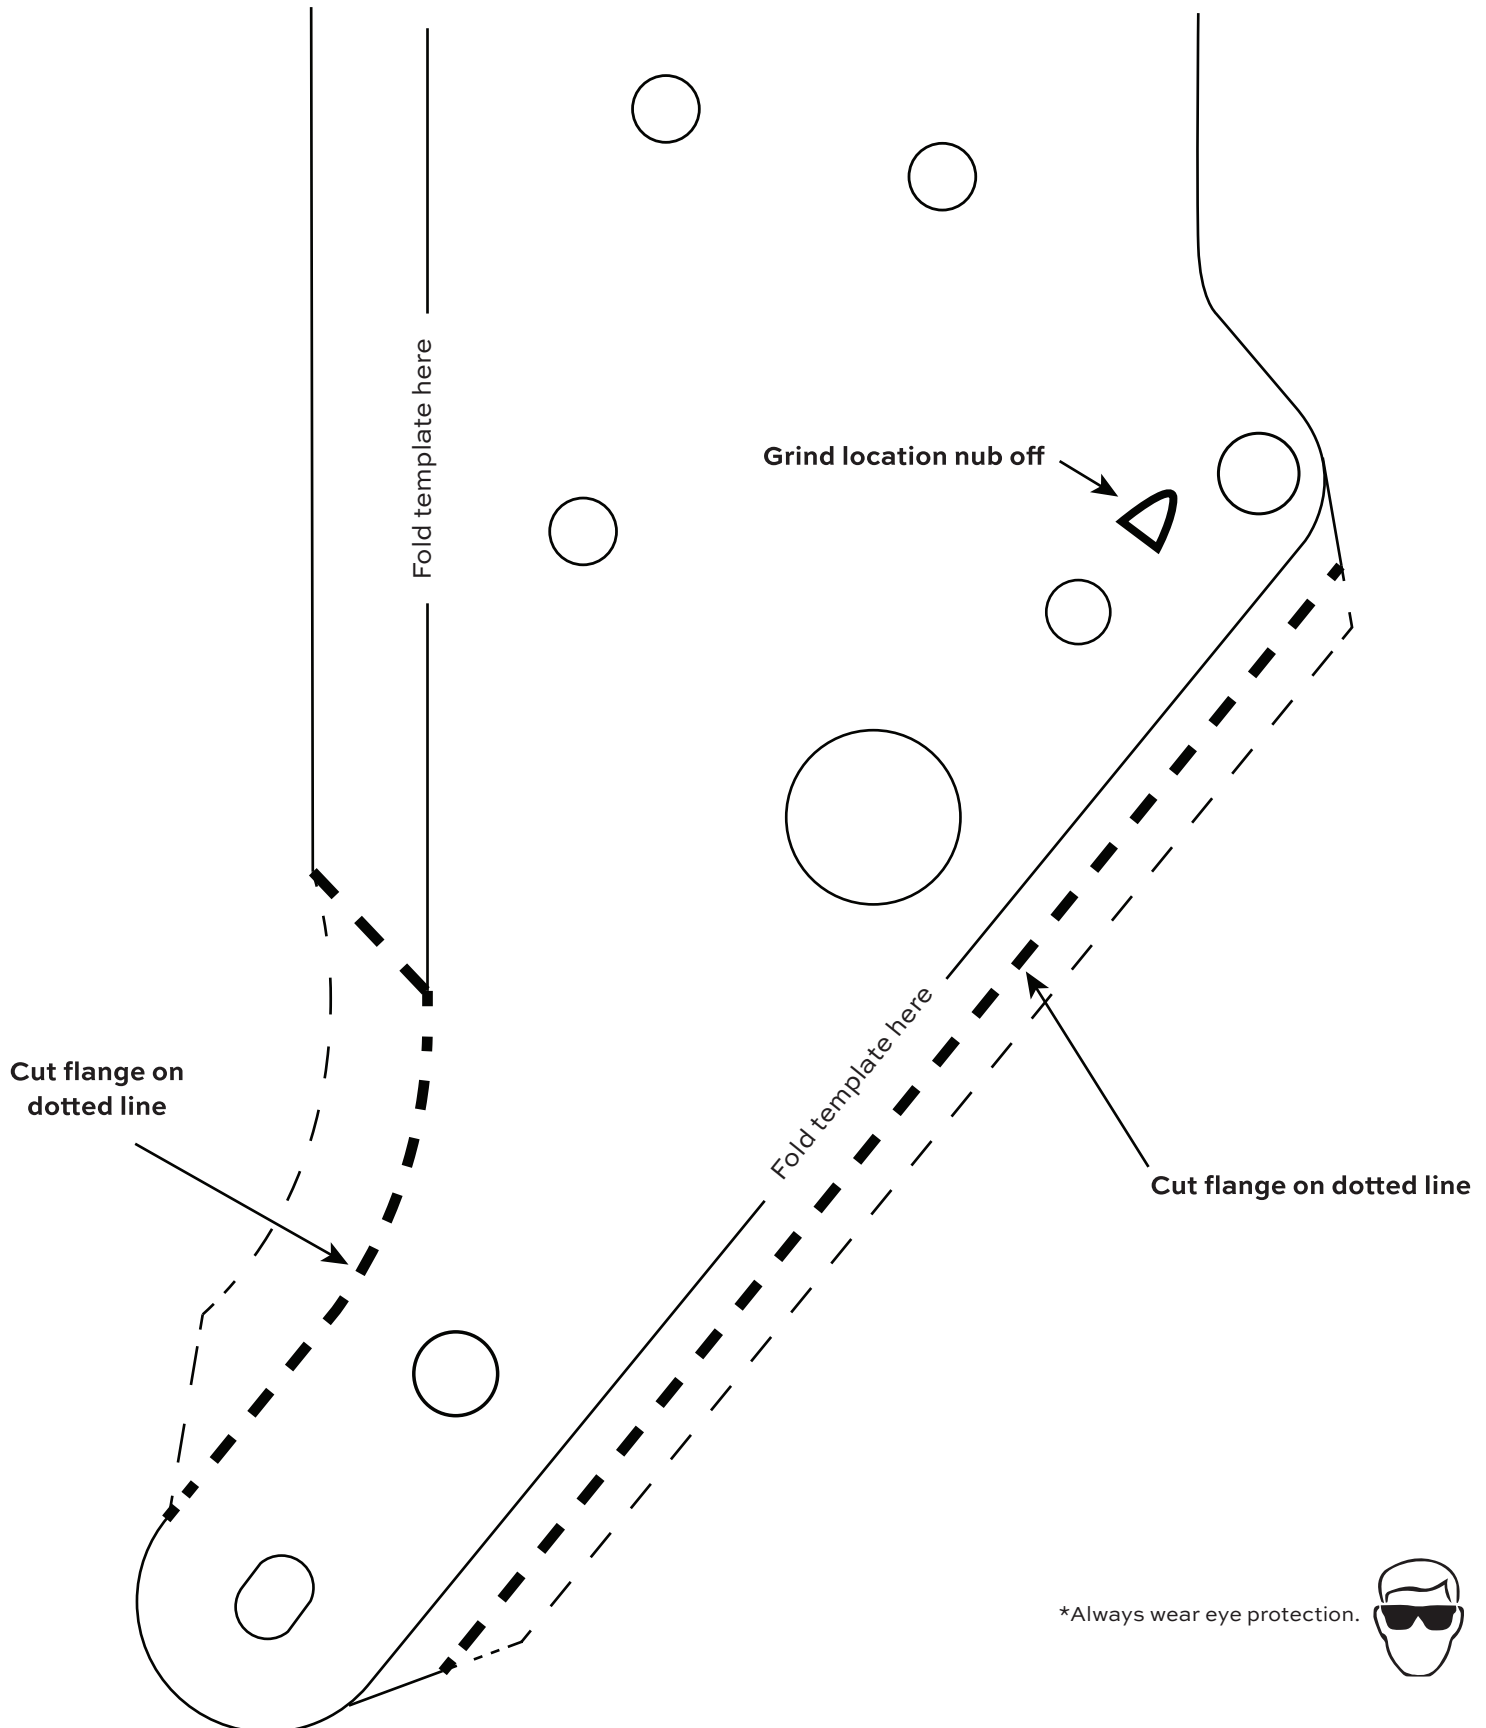 Fold template here
Grind location nub off
Cut flange on
dotted line
Fold template here
Cut flange on dotted line
*Always wear eye protection.